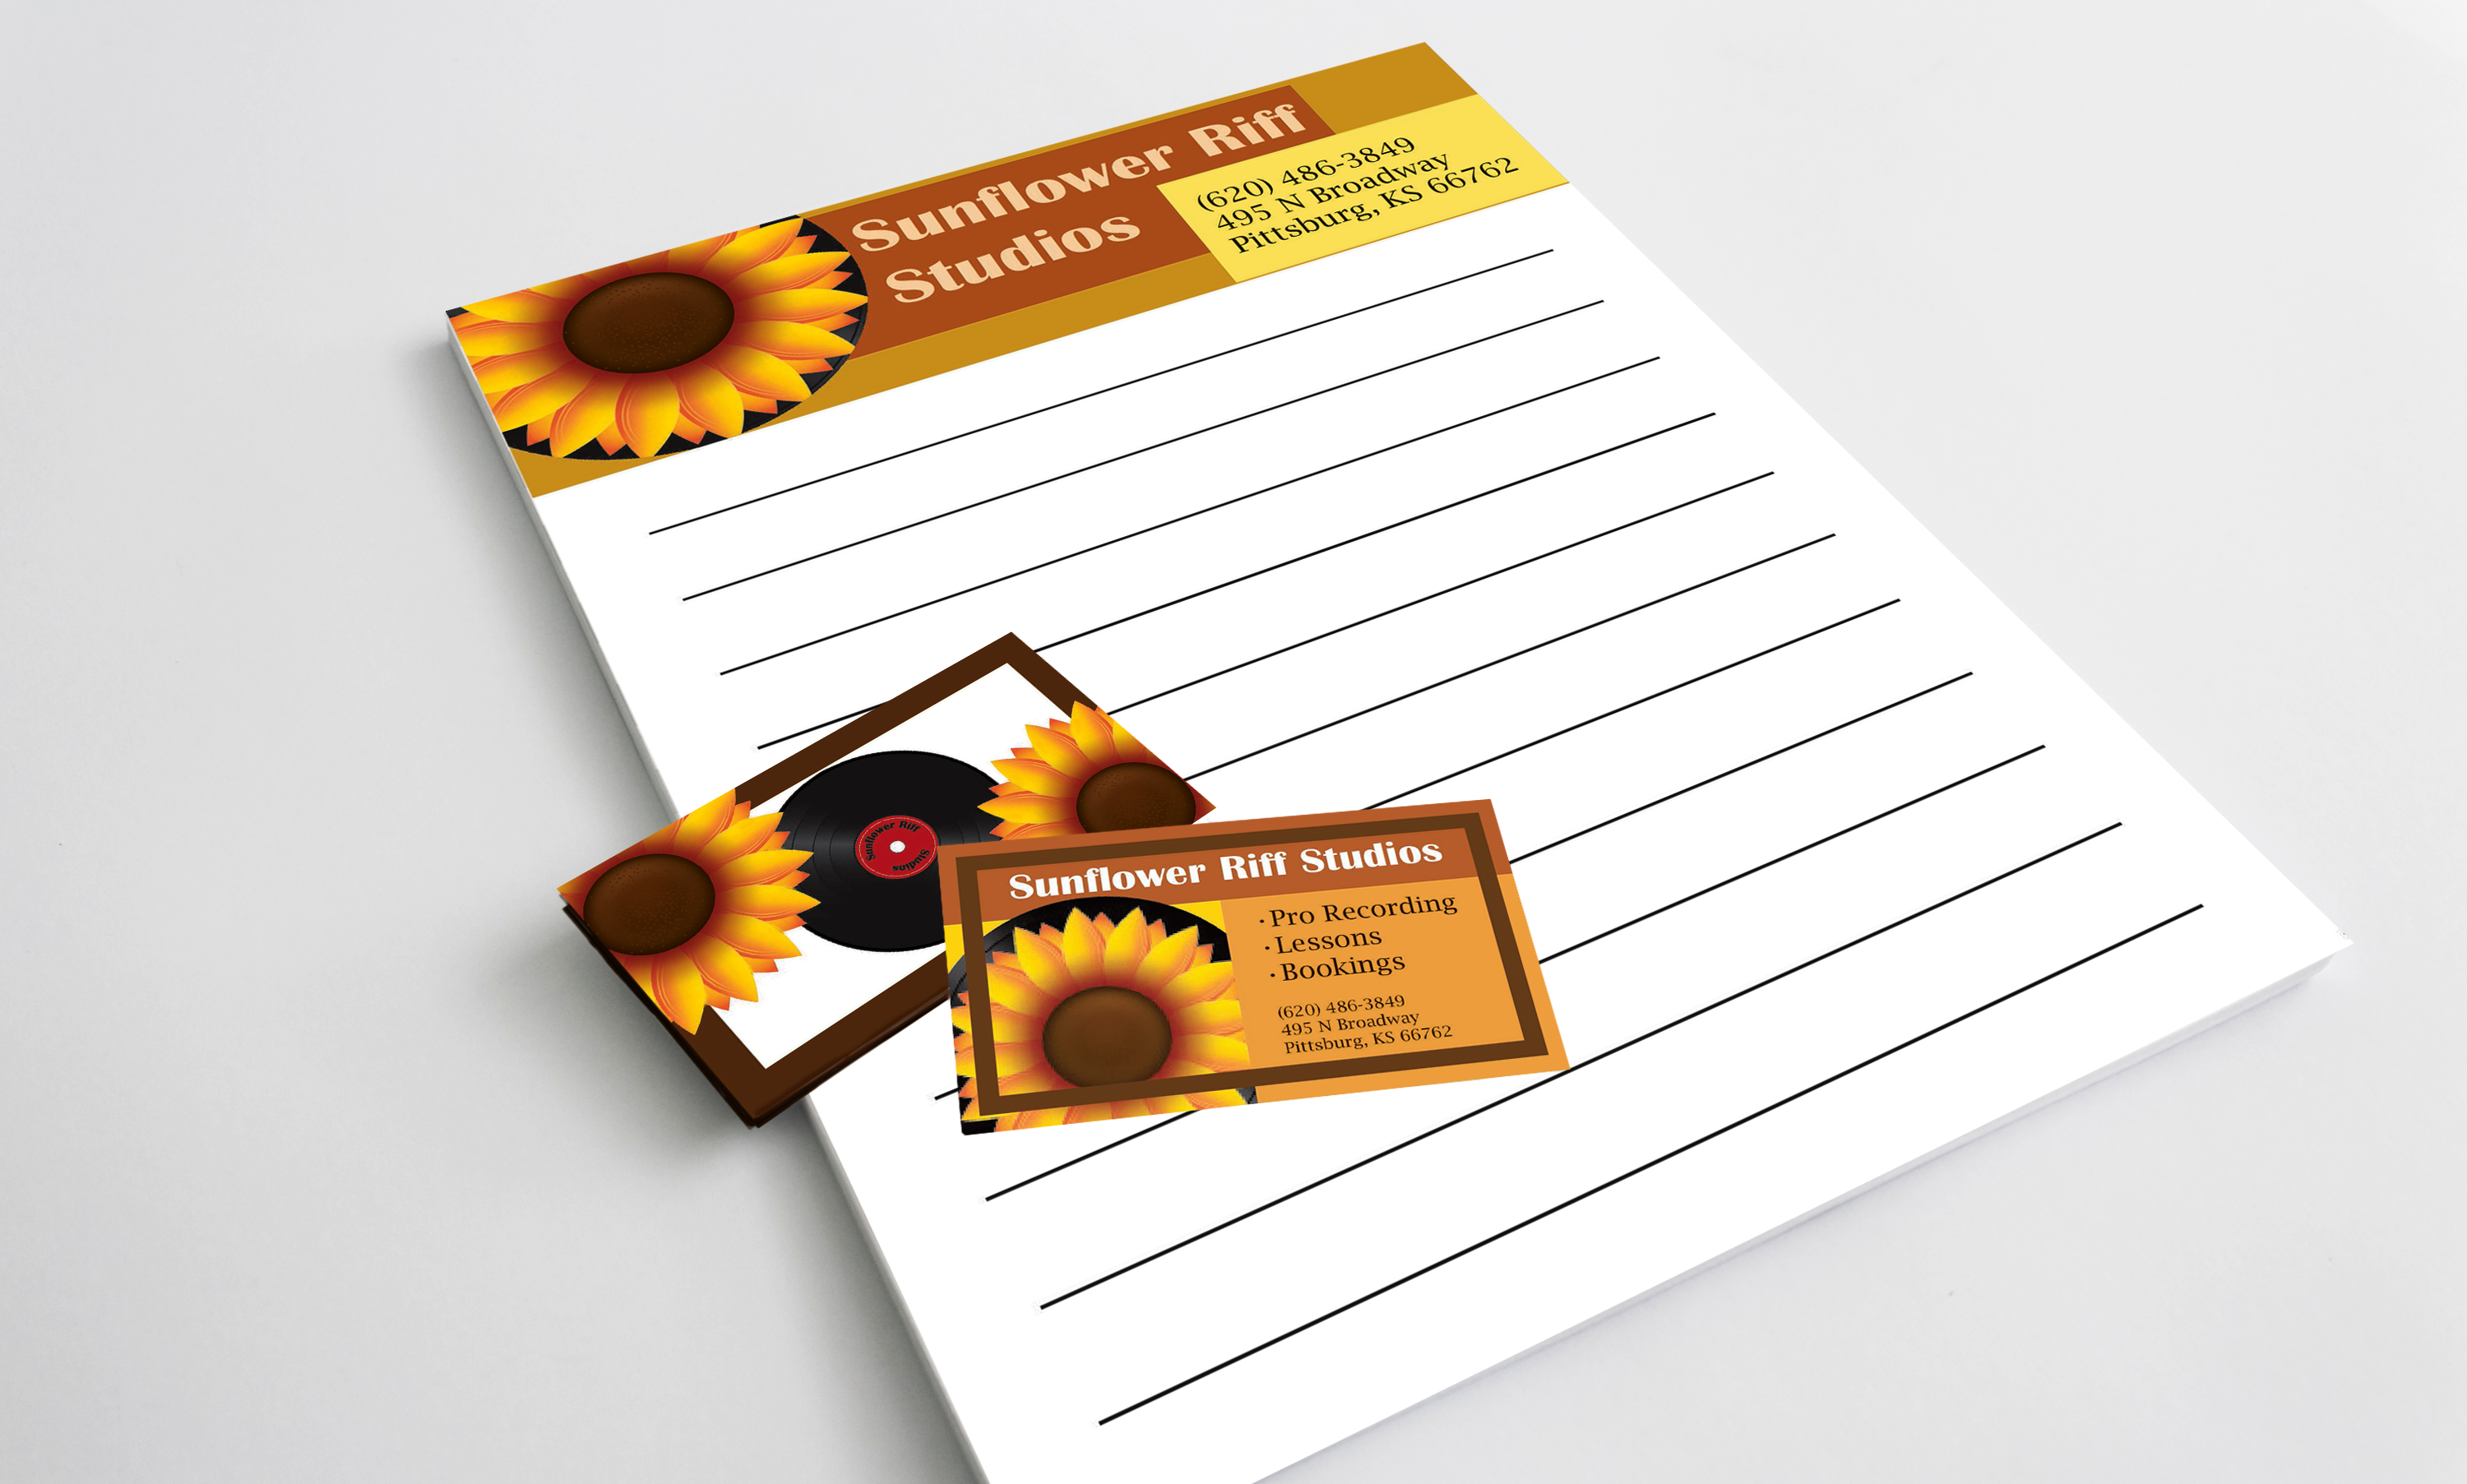 Sunflower Riff
Studios
(620) 486-3849
495 N Broadway
Pittsburg, KS 66762
Sunflower Riff
Studios
Sunflower Riff Studios
· Pro Recording
· Lessons
· Bookings
(620) 486-3849
495 N Broadway
Pittsburg, KS 66762